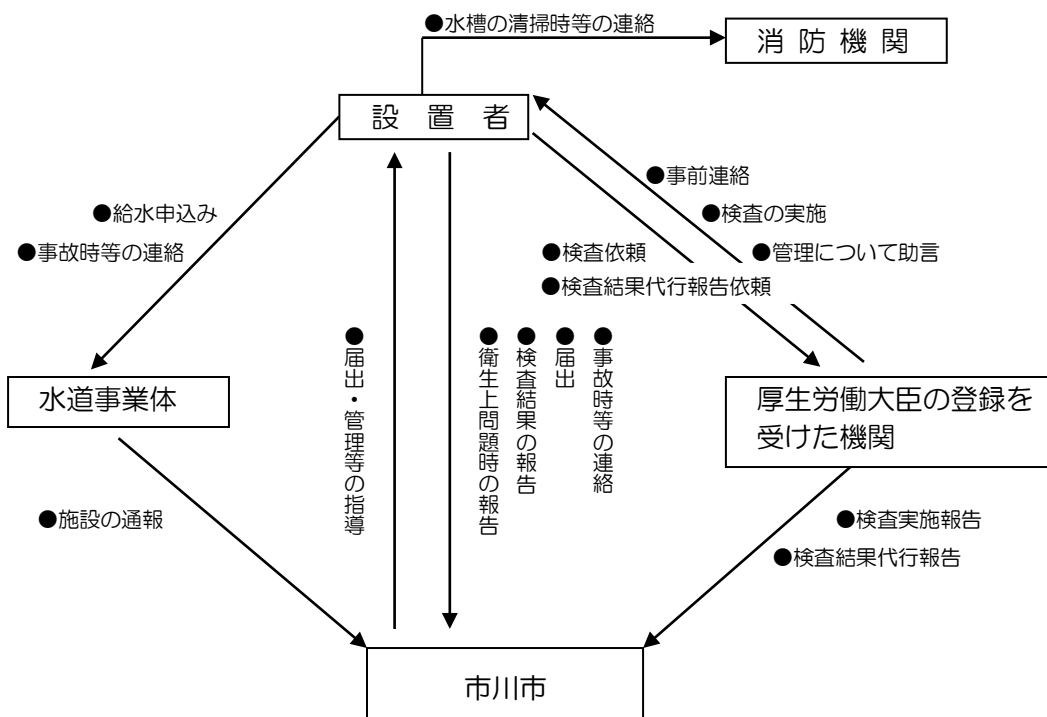 ●水槽の清掃時等の連絡
消防機関
設置者
●事前連絡
●検査の実施
●管理について助言
●給水申込み
●事故時等の連絡
●検査依頼
●検査結果代行報告依頼
●事故時等の連絡
●届出
●検査結果の報告
●衛生上問題時の報告
●届出・管理等の指導
水道事業体
厚生労働大臣の登録を
受けた機関
●施設の通報
●検査実施報告
●検査結果代行報告
市川市